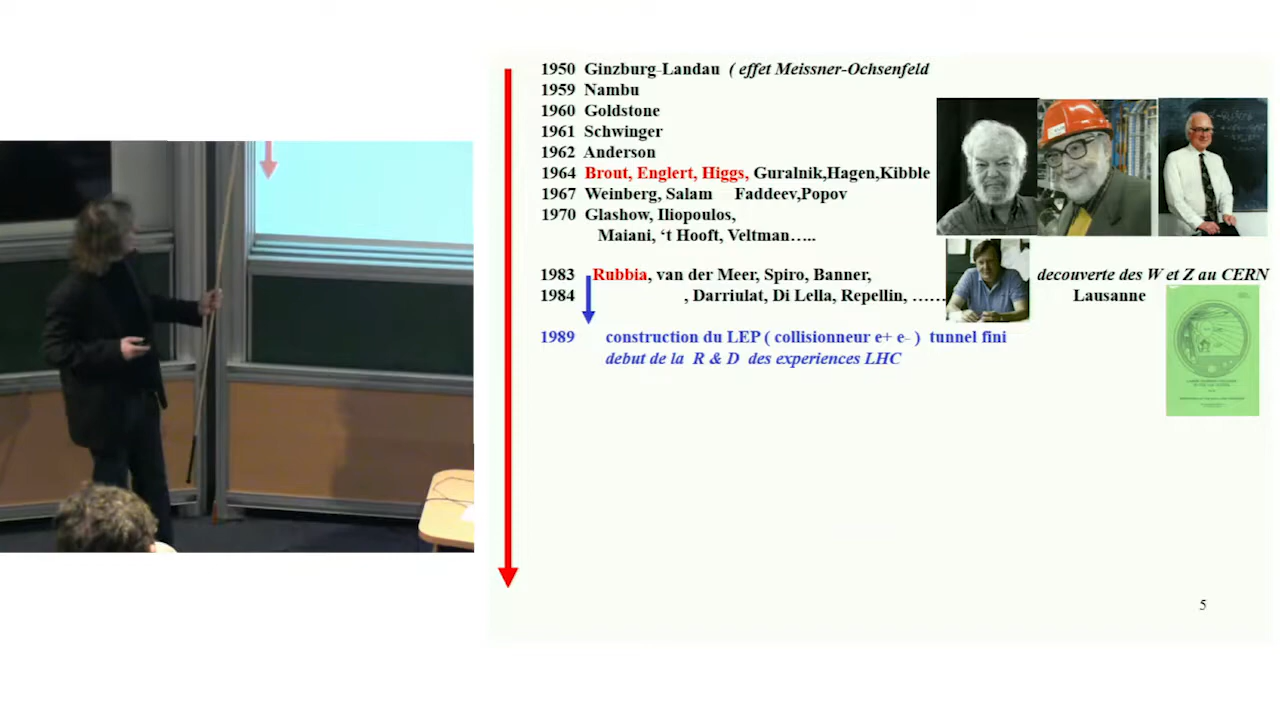 1950 Ginzburg-Landau ( effet Meissner-Ochsenfeld
1959 Nambu
1960 Goldstone
1961 Schwinger
1962 Anderson
1964 Brout, Englert, Higgs, Guralnik,Hagen,Kibble
1967 Weinberg, Salam Faddeev,Popov
1970 Glashow, Iliopoulos,
Maiani, ‘t Hooft, Veltman…..
1983 Rubbia, van der Meer, Spiro, Banner, decouverte des W et Z au CERN
1984 , Darriulat, Di Lella, Repellin, …… Lausanne
1989 construction du LEP ( collisionneur e+ e- ) tunnel fini
debut de la R & D des experiences LHC
5